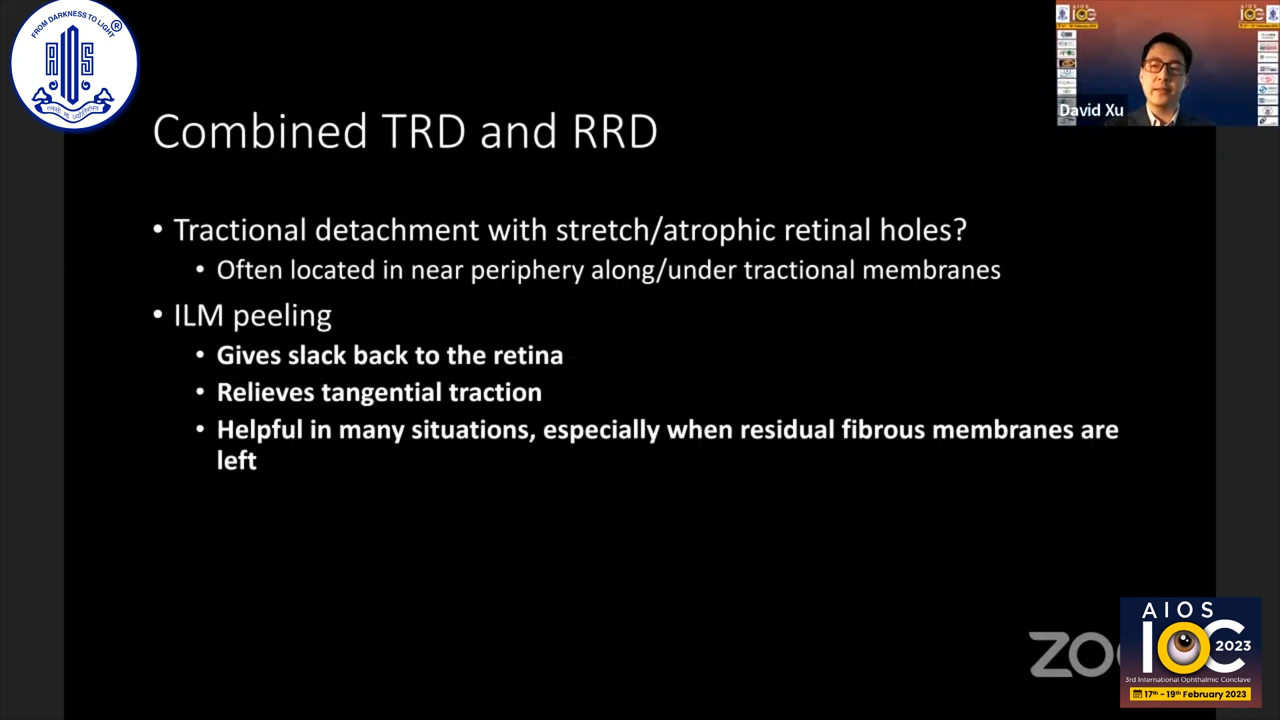 FROM DARKNESS TO LIGHT
®
AIOS
AIOS
IOC
David Xu
Combined TRD and RRD
• Tractional detachment with stretch/atrophic retinal holes?
• Often located in near periphery along/under tractional membranes
• ILM peeling
• Gives slack back to the retina
• Relieves tangential traction
• Helpful in many situations, especially when residual fibrous membranes are
left
AIOS
IOC 2023
3rd International Ophthalmic Conclave
17th - 19th February 2023